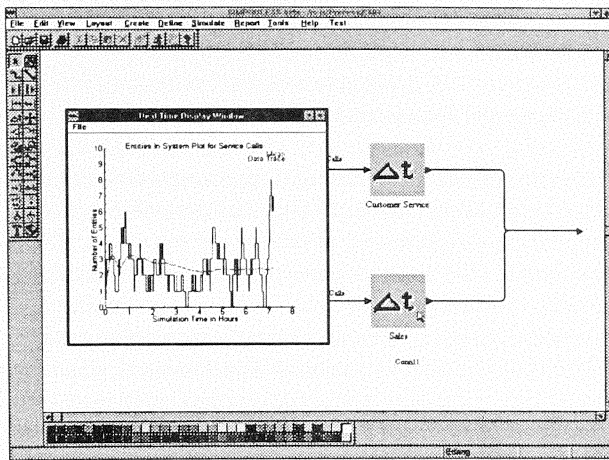 File Edit View Layout Create Define Simulate Report Tools Help Test
Real Time Display Window
File
Entities in System Plot for Service Calls
Data Trace
Number of Entities
10
9
8
7
6
5
4
3
2
1
0
0 1 2 3 4 5 6 7 8
Simulation Time in Hours
Calls
Δt
Customer Service
Calls
Δt
Sales